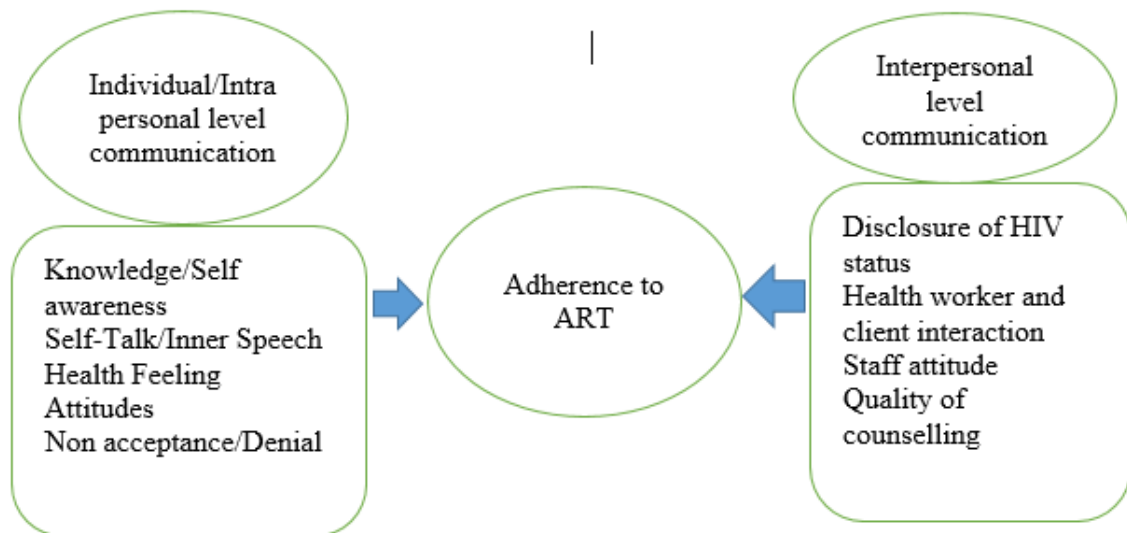 Individual/Intra
personal level
communication
Knowledge/Self
awareness
Self-Talk/Inner Speech
Health Feeling
Attitudes
Non acceptance/Denial
Adherence to
ART
Interpersonal
level
communication
Disclosure of HIV
status
Health worker and
client interaction
Staff attitude
Quality of
counselling